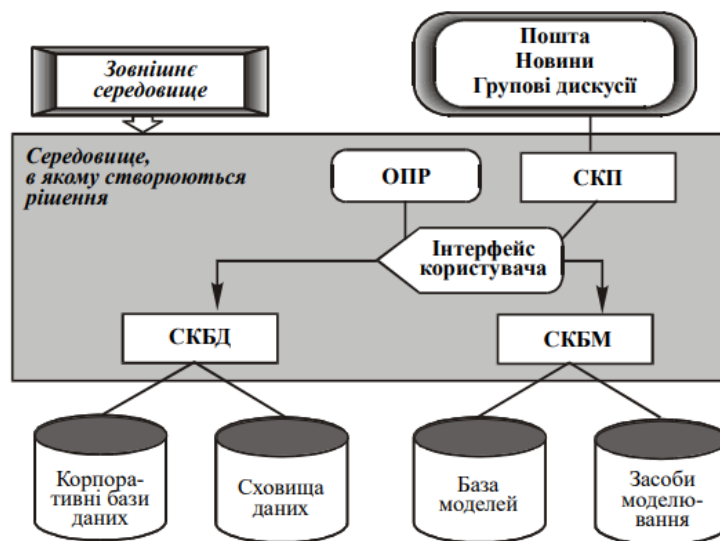 Зовнішнє
середовище
Пошта
Новини
Групові дискусії
Середовище,
в якому створюються
рішення
ОПР
СКП
Інтерфейс
користувача
СКБД
СКБМ
Корпора-
тивні бази
даних
Сховища
даних
База
моделей
Засоби
моделю-
вання